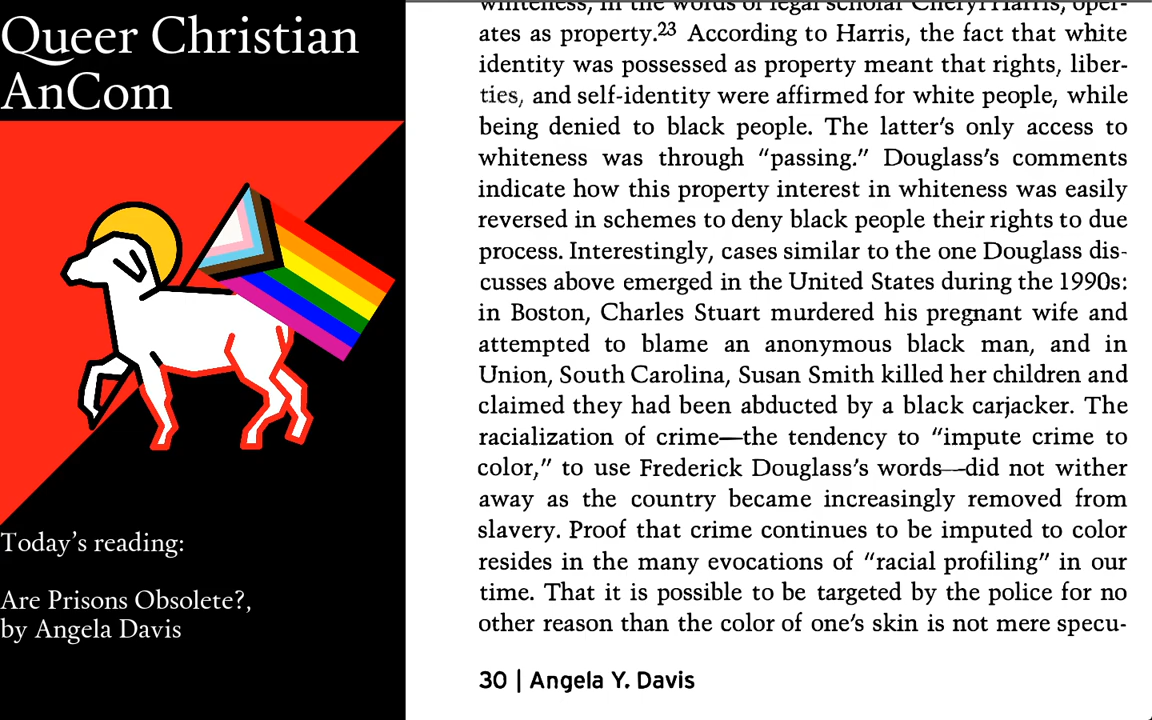 Queer Christian
AnCom
Today's reading:
Are Prisons Obsolete?,
by Angela Davis
whiteness, in the words of legal scholar Cheryl Harris, oper-
ates as property.23 According to Harris, the fact that white
identity was possessed as property meant that rights, liber-
ties, and self-identity were affirmed for white people, while
being denied to black people. The latter's only access to
whiteness was through “passing.” Douglass's comments
indicate how this property interest in whiteness was easily
reversed in schemes to deny black people their rights to due
process. Interestingly, cases similar to the one Douglass dis-
cusses above emerged in the United States during the 1990s:
in Boston, Charles Stuart murdered his pregnant wife and
attempted to blame an anonymous black man, and in
Union, South Carolina, Susan Smith killed her children and
claimed they had been abducted by a black carjacker. The
racialization of crime—the tendency to “impute crime to
color,” to use Frederick Douglass's words—did not wither
away as the country became increasingly removed from
slavery. Proof that crime continues to be imputed to color
resides in the many evocations of “racial profiling” in our
time. That it is possible to be targeted by the police for no
other reason than the color of one's skin is not mere specu-
30 | Angela Y. Davis